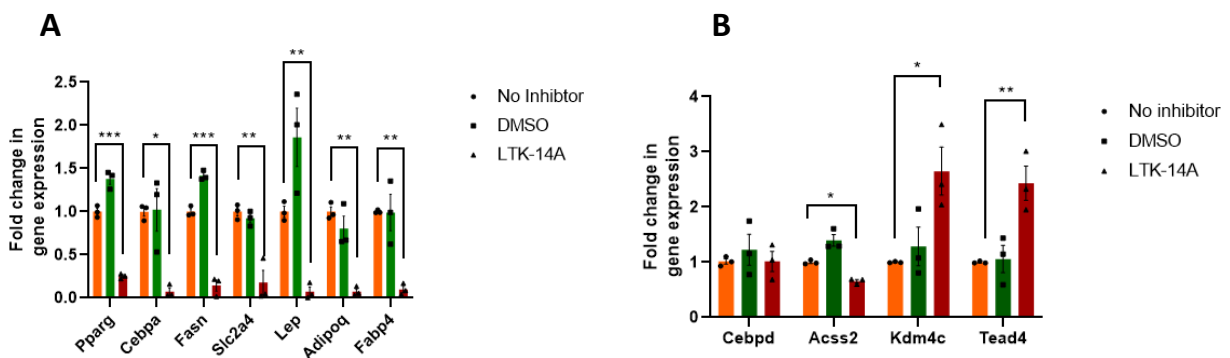 A
Fold change in
gene expression
2.5
2.0
1.5
1.0
0.5
0.0
***
*
***
**
**
**
**
Pparg
Cebpa
Fasn
Slc2a4
Lep
Adipoq
Fabp4
No Inhibtor
DMSO
LTK-14A
B
Fold change in
gene expression
4
3
2
1
0
*
*
**
Cebpd
Acss2
Kdm4c
Tead4
No inhibitor
DMSO
LTK-14A